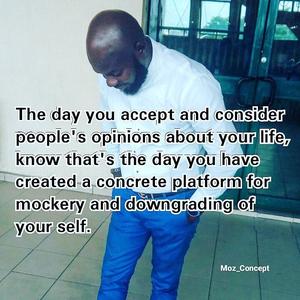 The day you accept and consider
people's opinions about your life,
know that's the day you have
created a concrete platform for
mockery and downgrading of
your self.
Moz_Concept